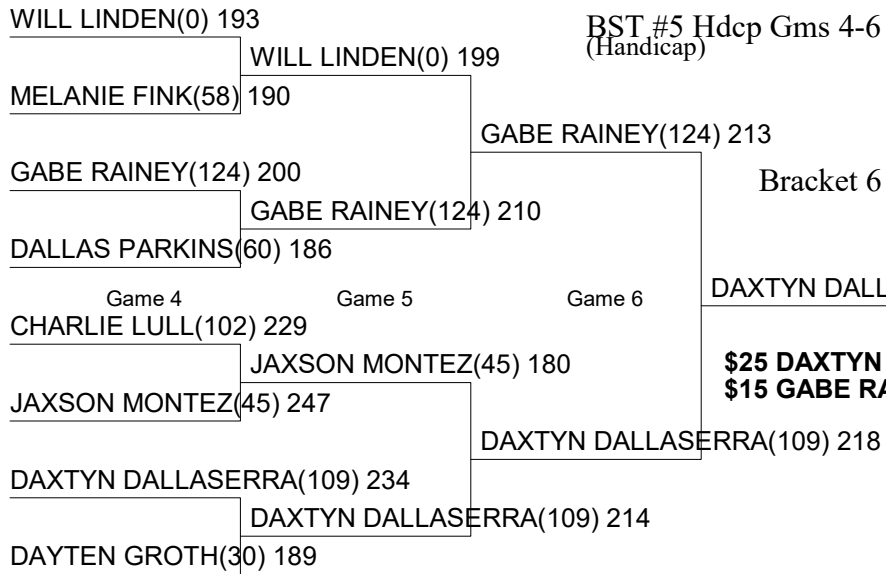 WILL LINDEN(0) 193
BST #5 Hdcp Gms 4-6
(Handicap)
WILL LINDEN(0) 199
MELANIE FINK(58) 190
GABE RAINEY(124) 213
GABE RAINEY(124) 200
Bracket 6
GABE RAINEY(124) 210
DALLAS PARKINS(60) 186
Game 4
Game 5
Game 6
DAXTYN DALL
CHARLIE LULL(102) 229
JAXSON MONTEZ(45) 180
$25 DAXTYN
$15 GABE RA
JAXSON MONTEZ(45) 247
DAXTYN DALLASERRA(109) 218
DAXTYN DALLASERRA(109) 234
DAXTYN DALLASERRA(109) 214
DAYTEN GROTH(30) 189